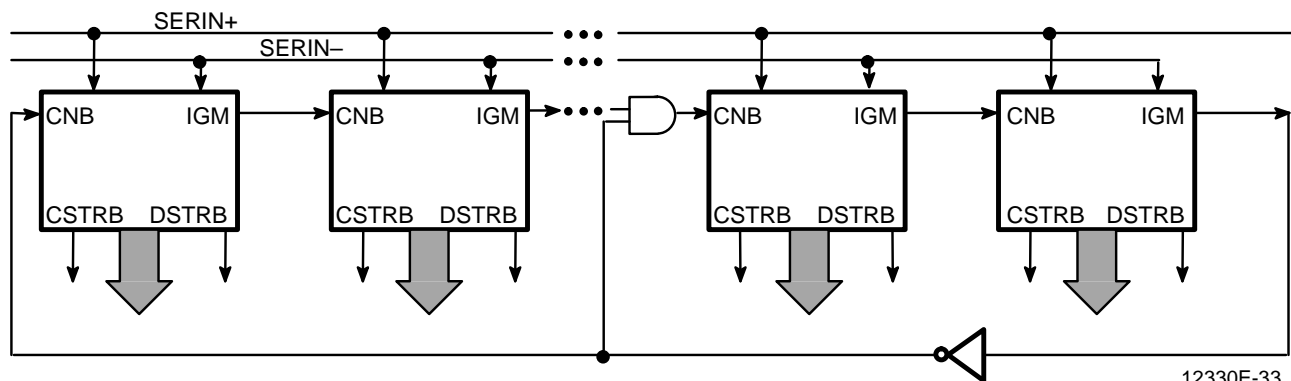 SERIN+
SERIN–
CNB IGM CNB IGM CNB IGM CNB IGM
CSTRB DSTRB CSTRB DSTRB CSTRB DSTRB CSTRB DSTRB
12330E-33